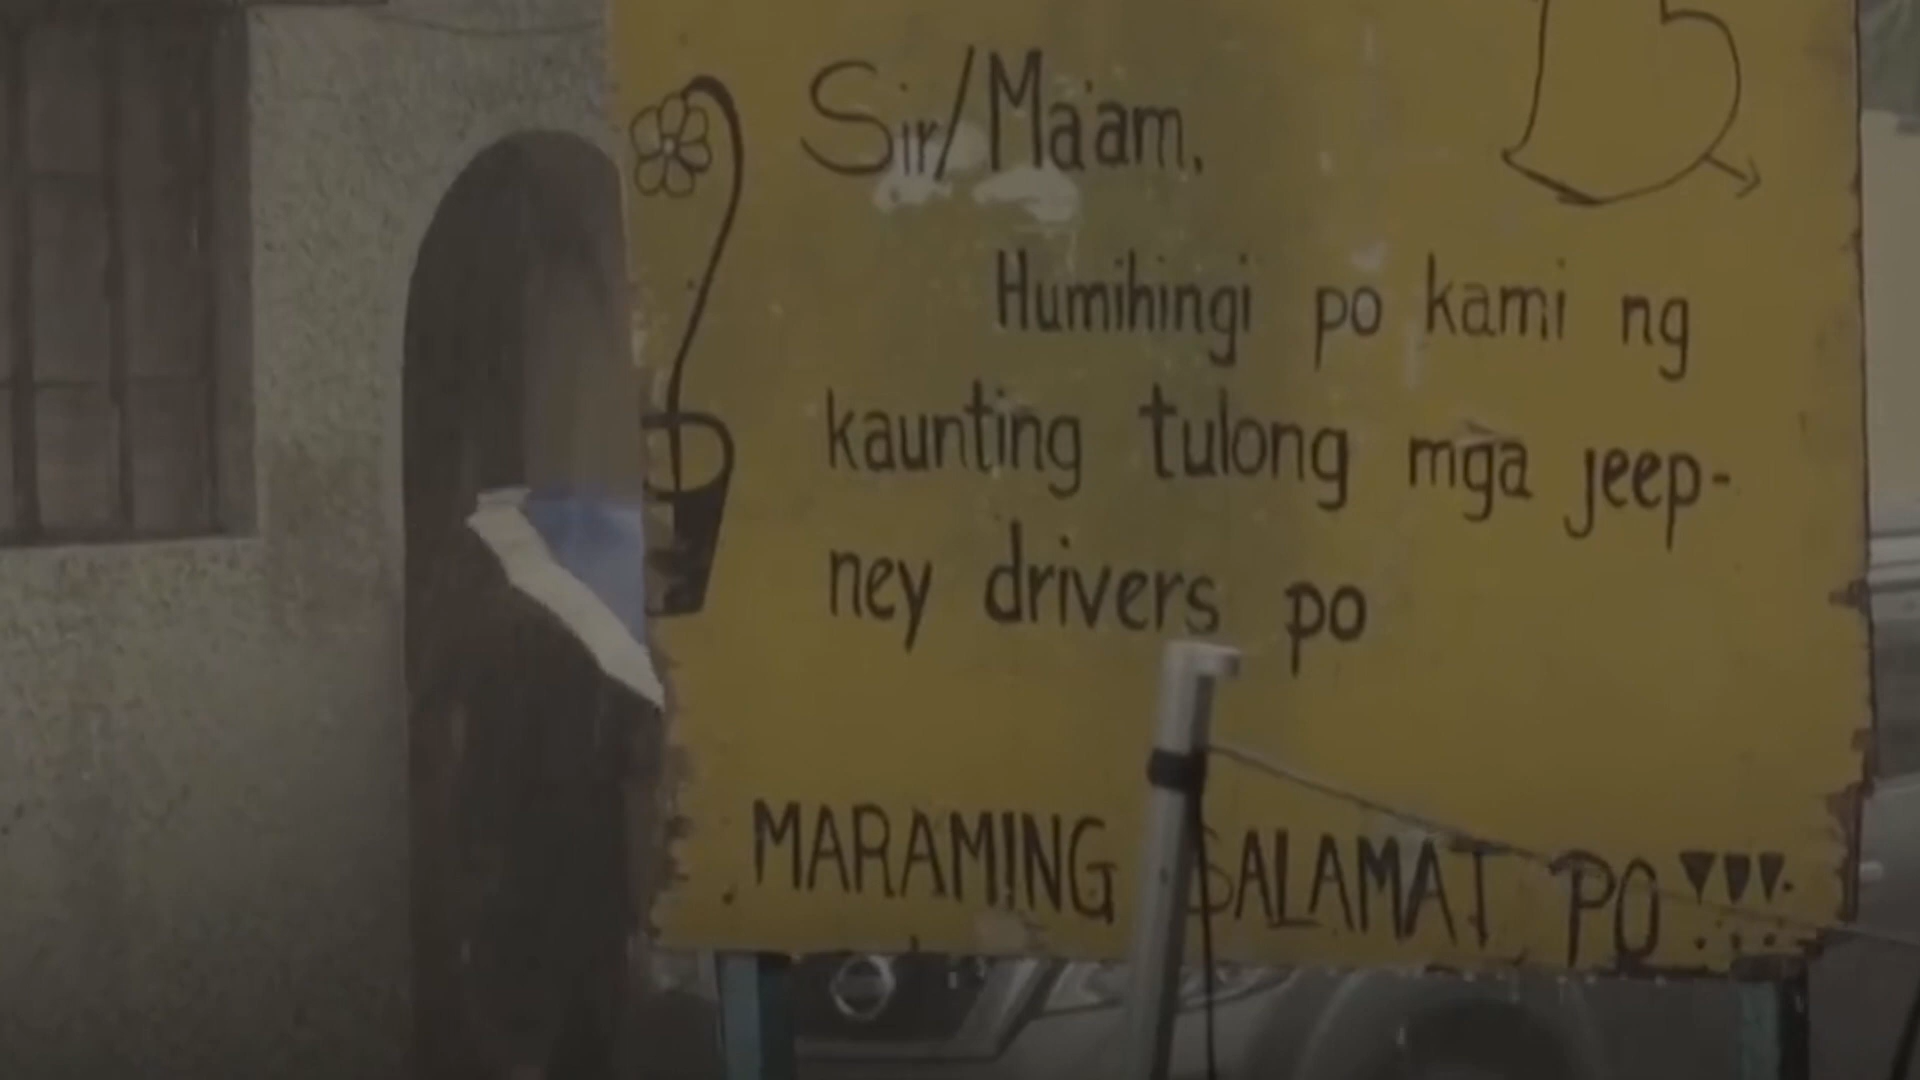 Sir/Ma'am,
Humihingi po kami ng
kaunting tulong mga jeep-
ney drivers po
MARAMING SALAMAT PO!!!